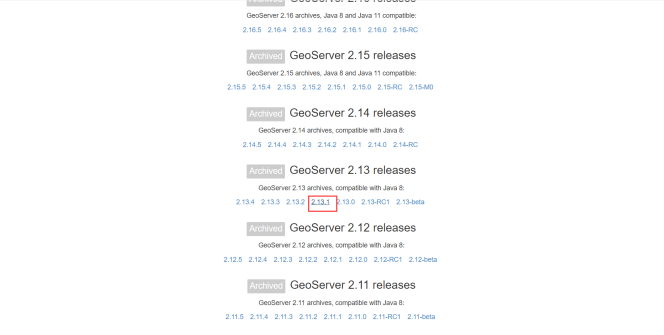 GeoServer 2.16 archives, Java 8 and Java 11 compatible:
2.16.5 2.16.4 2.16.3 2.16.2 2.16.1 2.16.0 2.16-RC
Archived GeoServer 2.15 releases
GeoServer 2.15 archives, Java 8 and Java 11 compatible:
2.15.5 2.15.4 2.15.3 2.15.2 2.15.1 2.15.0 2.15-RC 2.15-M0
Archived GeoServer 2.14 releases
GeoServer 2.14 archives, compatible with Java 8:
2.14.5 2.14.4 2.14.3 2.14.2 2.14.1 2.14.0 2.14-RC
Archived GeoServer 2.13 releases
GeoServer 2.13 archives, compatible with Java 8:
2.13.4 2.13.3 2.13.2 2.13.1 2.13.0 2.13-RC1 2.13-beta
Archived GeoServer 2.12 releases
GeoServer 2.12 archives, compatible with Java 8:
2.12.5 2.12.4 2.12.3 2.12.2 2.12.1 2.12.0 2.12-RC1 2.12-beta
Archived GeoServer 2.11 releases
GeoServer 2.11 archives, compatible with Java 8:
2.11.5 2.11.4 2.11.3 2.11.2 2.11.1 2.11.0 2.11-RC1 2.11-beta